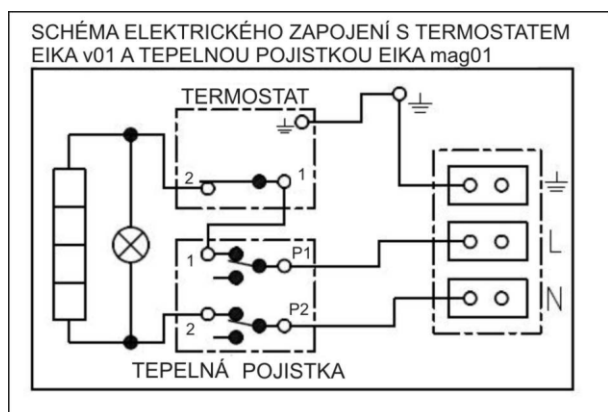 SCHÉMA ELEKTRICKÉHO ZAPOJENÍ S TERMOSTATEM
EIKA v01 A TEPELNOU POJISTKOU EIKA mag01
TERMOSTAT
2
1
1
P1
L
2
P2
N
TEPELNÁ POJISTKA